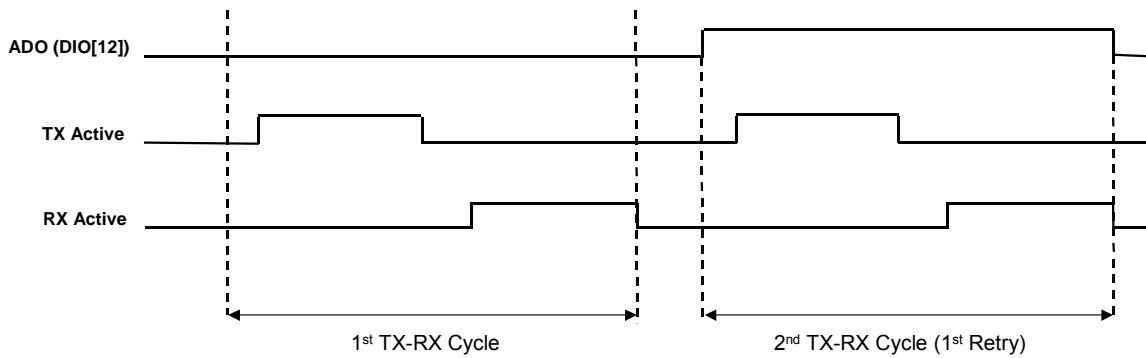 ADO (DIO[12])
TX Active
RX Active
1st TX-RX Cycle
2nd TX-RX Cycle (1st Retry)